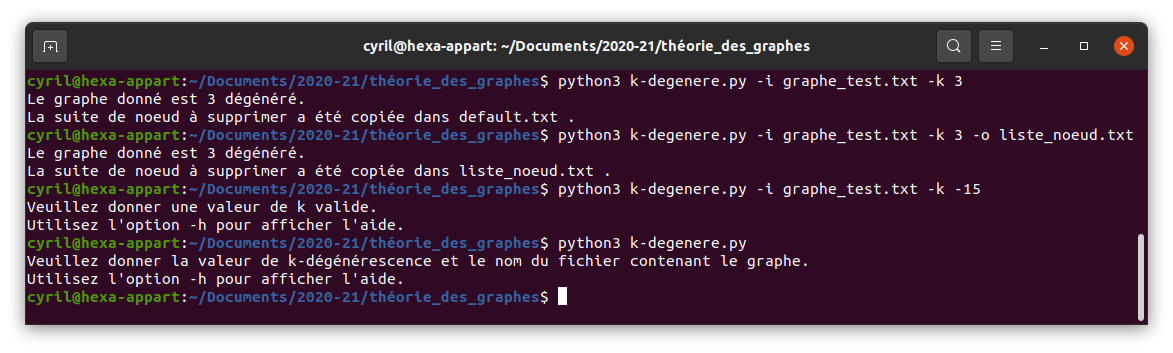 cyril@hexa-appart: ~/Documents/2020-21/théorie_des_graphes
cyril@hexa-appart:~/Documents/2020-21/théorie_des_graphes$ python3 k-degenere.py -i graphe_test.txt -k 3
Le graphe donné est 3 dégénéré.
La suite de noeud à supprimer a été copiée dans default.txt .
cyril@hexa-appart:~/Documents/2020-21/théorie_des_graphes$ python3 k-degenere.py -i graphe_test.txt -k 3 -o liste_noeud.txt
Le graphe donné est 3 dégénéré.
La suite de noeud à supprimer a été copiée dans liste_noeud.txt .
cyril@hexa-appart:~/Documents/2020-21/théorie_des_graphes$ python3 k-degenere.py -i graphe_test.txt -k -15
Veuillez donner une valeur de k valide.
Utilisez l'option -h pour afficher l'aide.
cyril@hexa-appart:~/Documents/2020-21/théorie_des_graphes$ python3 k-degenere.py
Veuillez donner la valeur de k-dégénérescence et le nom du fichier contenant le graphe.
Utilisez l'option -h pour afficher l'aide.
cyril@hexa-appart:~/Documents/2020-21/théorie_des_graphes$